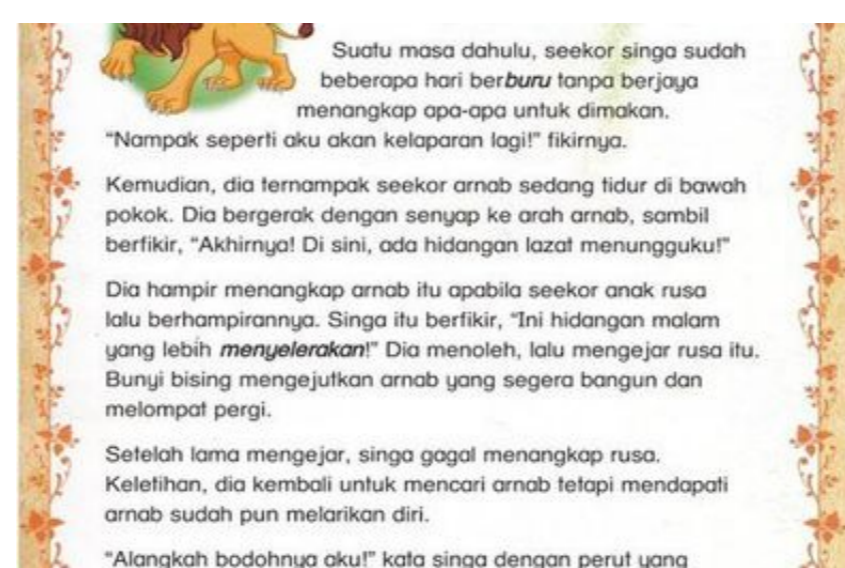 Suatu masa dahulu, seekor singa sudah
beberapa hari berburu tanpa berjaya
menangkap apa-apa untuk dimakan.
"Nampak seperti aku akan kelaparan lagi!" fikirnya.
Kemudian, dia ternampak seekor arnab sedang tidur di bawah
pokok. Dia bergerak dengan senyap ke arah arnab, sambil
berfikir, "Akhirnya! Di sini, ada hidangan lazat menungguku!"
Dia hampir menangkap arnab itu apabila seekor anak rusa
lalu berhampirannya. Singa itu berfikir, "Ini hidangan malam
yang lebih menyelerakan!" Dia menoleh, lalu mengejar rusa itu.
Bunyi bising mengejutkan arnab yang segera bangun dan
melompat pergi.
Setelah lama mengejar, singa gagal menangkap rusa.
Keletihan, dia kembali untuk mencari arnab tetapi mendapati
arnab sudah pun melarikan diri.
"Alangkah bodohnya aku!" kata singa dengan perut yang